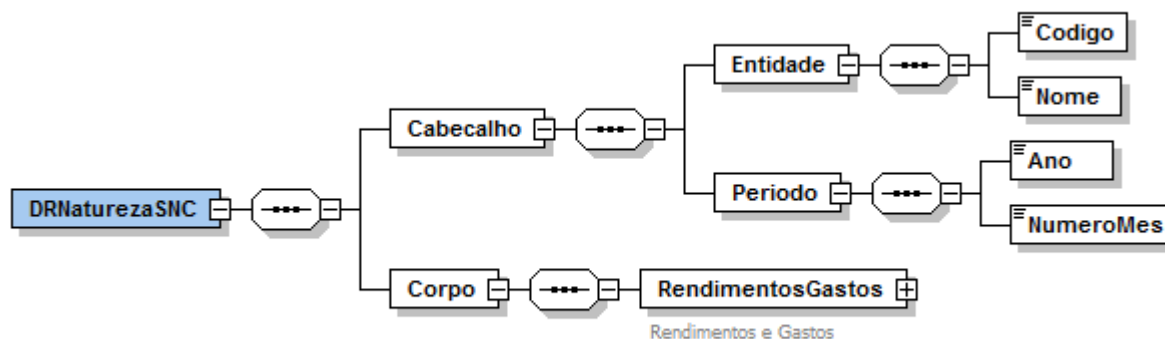 Codigo
Entidade
Nome
Cabecalho
Ano
Periodo
DRNaturezaSNC
NumeroMes
Corpo
RendimentosGastos
Rendimentos e Gastos